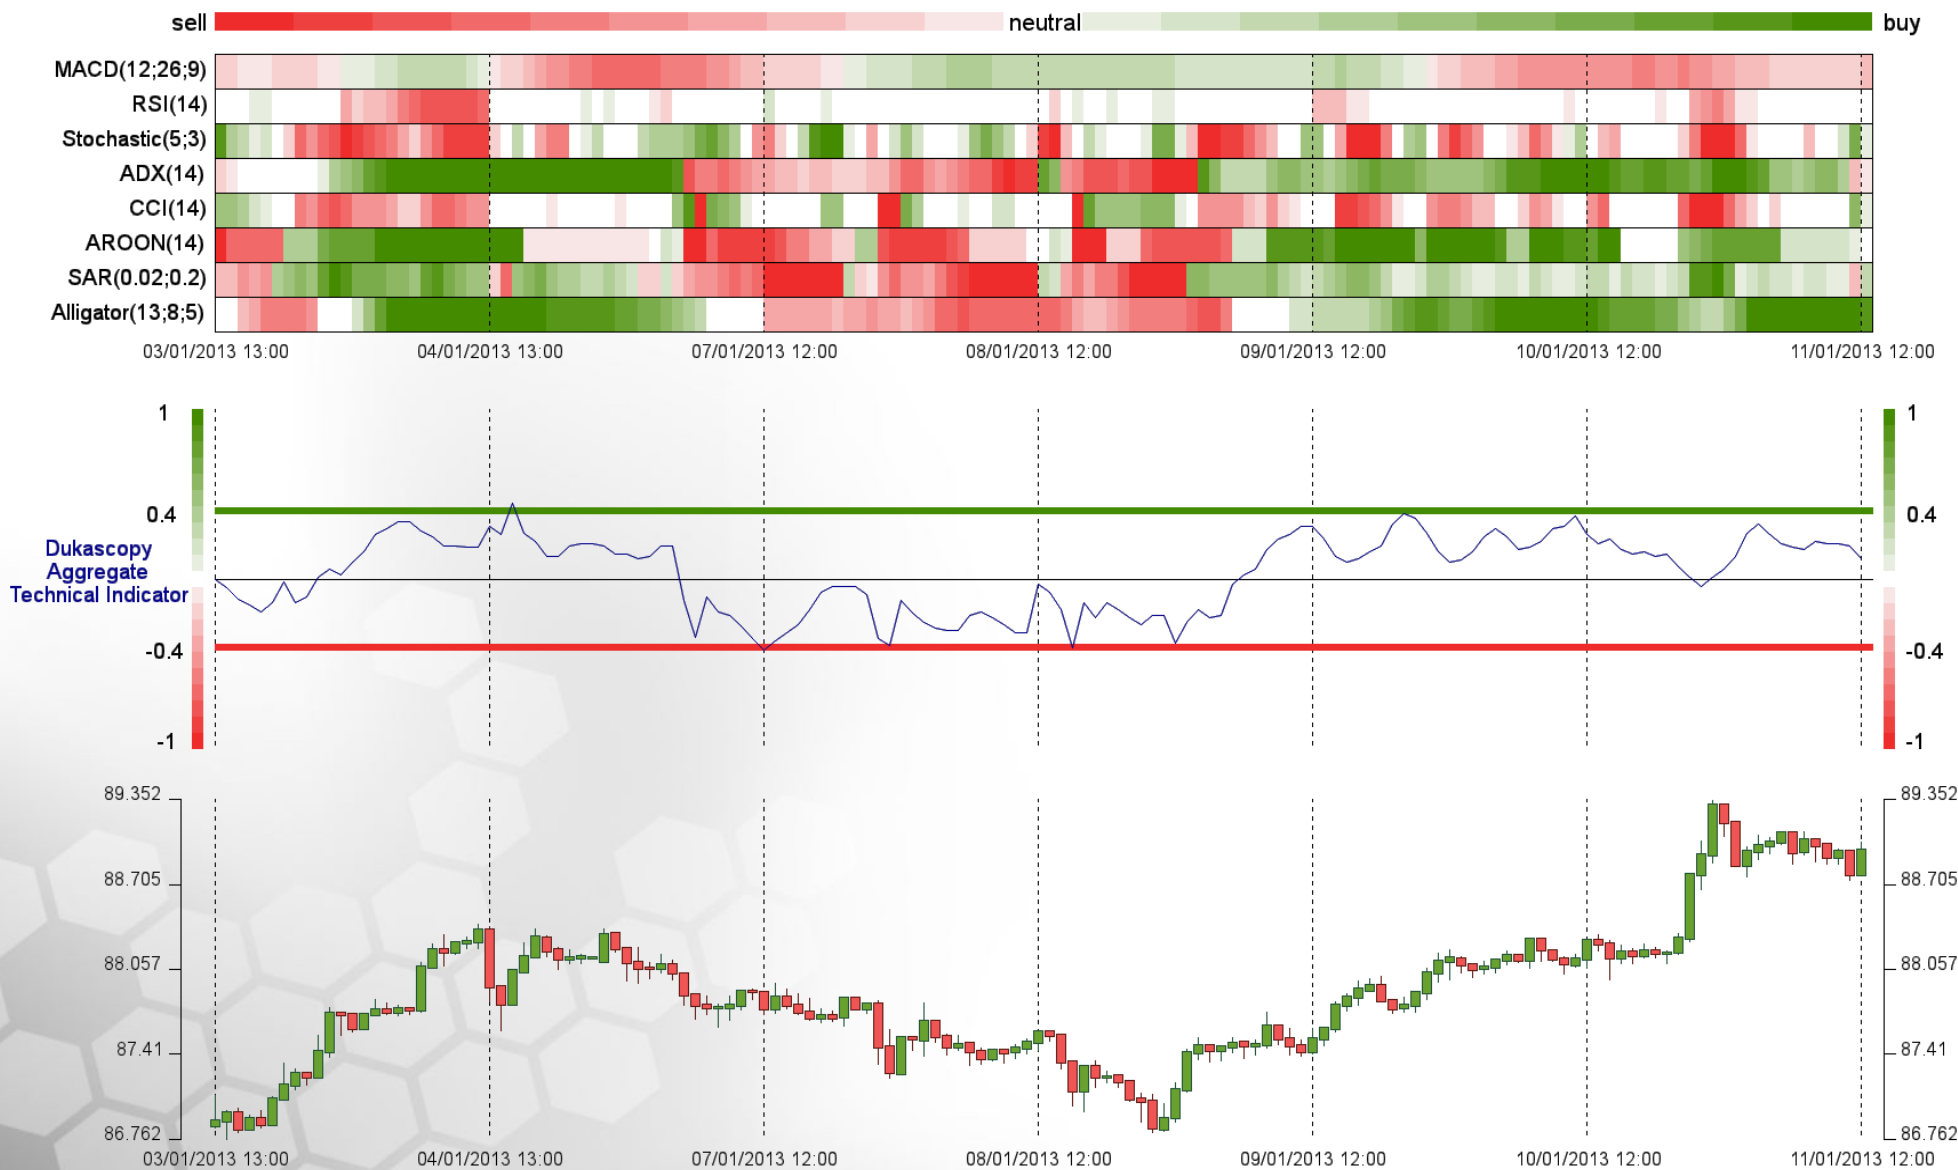 sell neutral buy
MACD(12;26;9)
RSI(14)
Stochastic(5;3)
ADX(14)
CCI(14)
AROON(14)
SAR(0.02;0.2)
Alligator(13;8;5)
03/01/2013 13:00 04/01/2013 13:00 07/01/2013 12:00 08/01/2013 12:00 09/01/2013 12:00 10/01/2013 12:00 11/01/2013 12:00
1 1
0.4 0.4
Dukascopy
Aggregate
Technical Indicator
-0.4 -0.4
-1 -1
89.352 89.352
88.705 88.705
88.057 88.057
87.41 87.41
86.762 86.762
03/01/2013 13:00 04/01/2013 13:00 07/01/2013 12:00 08/01/2013 12:00 09/01/2013 12:00 10/01/2013 12:00 11/01/2013 12:00